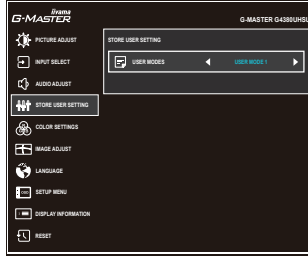 iiyama
G-MASTER
G-MASTER G4380UHSU
PICTURE ADJUST
INPUT SELECT
AUDIO ADJUST
STORE USER SETTING
COLOR SETTINGS
IMAGE ADJUST
LANGUAGE
OSC SETUP MENU
DISPLAY INFORMATION
RESET
STORE USER SETTING
USER MODES USER MODE 1